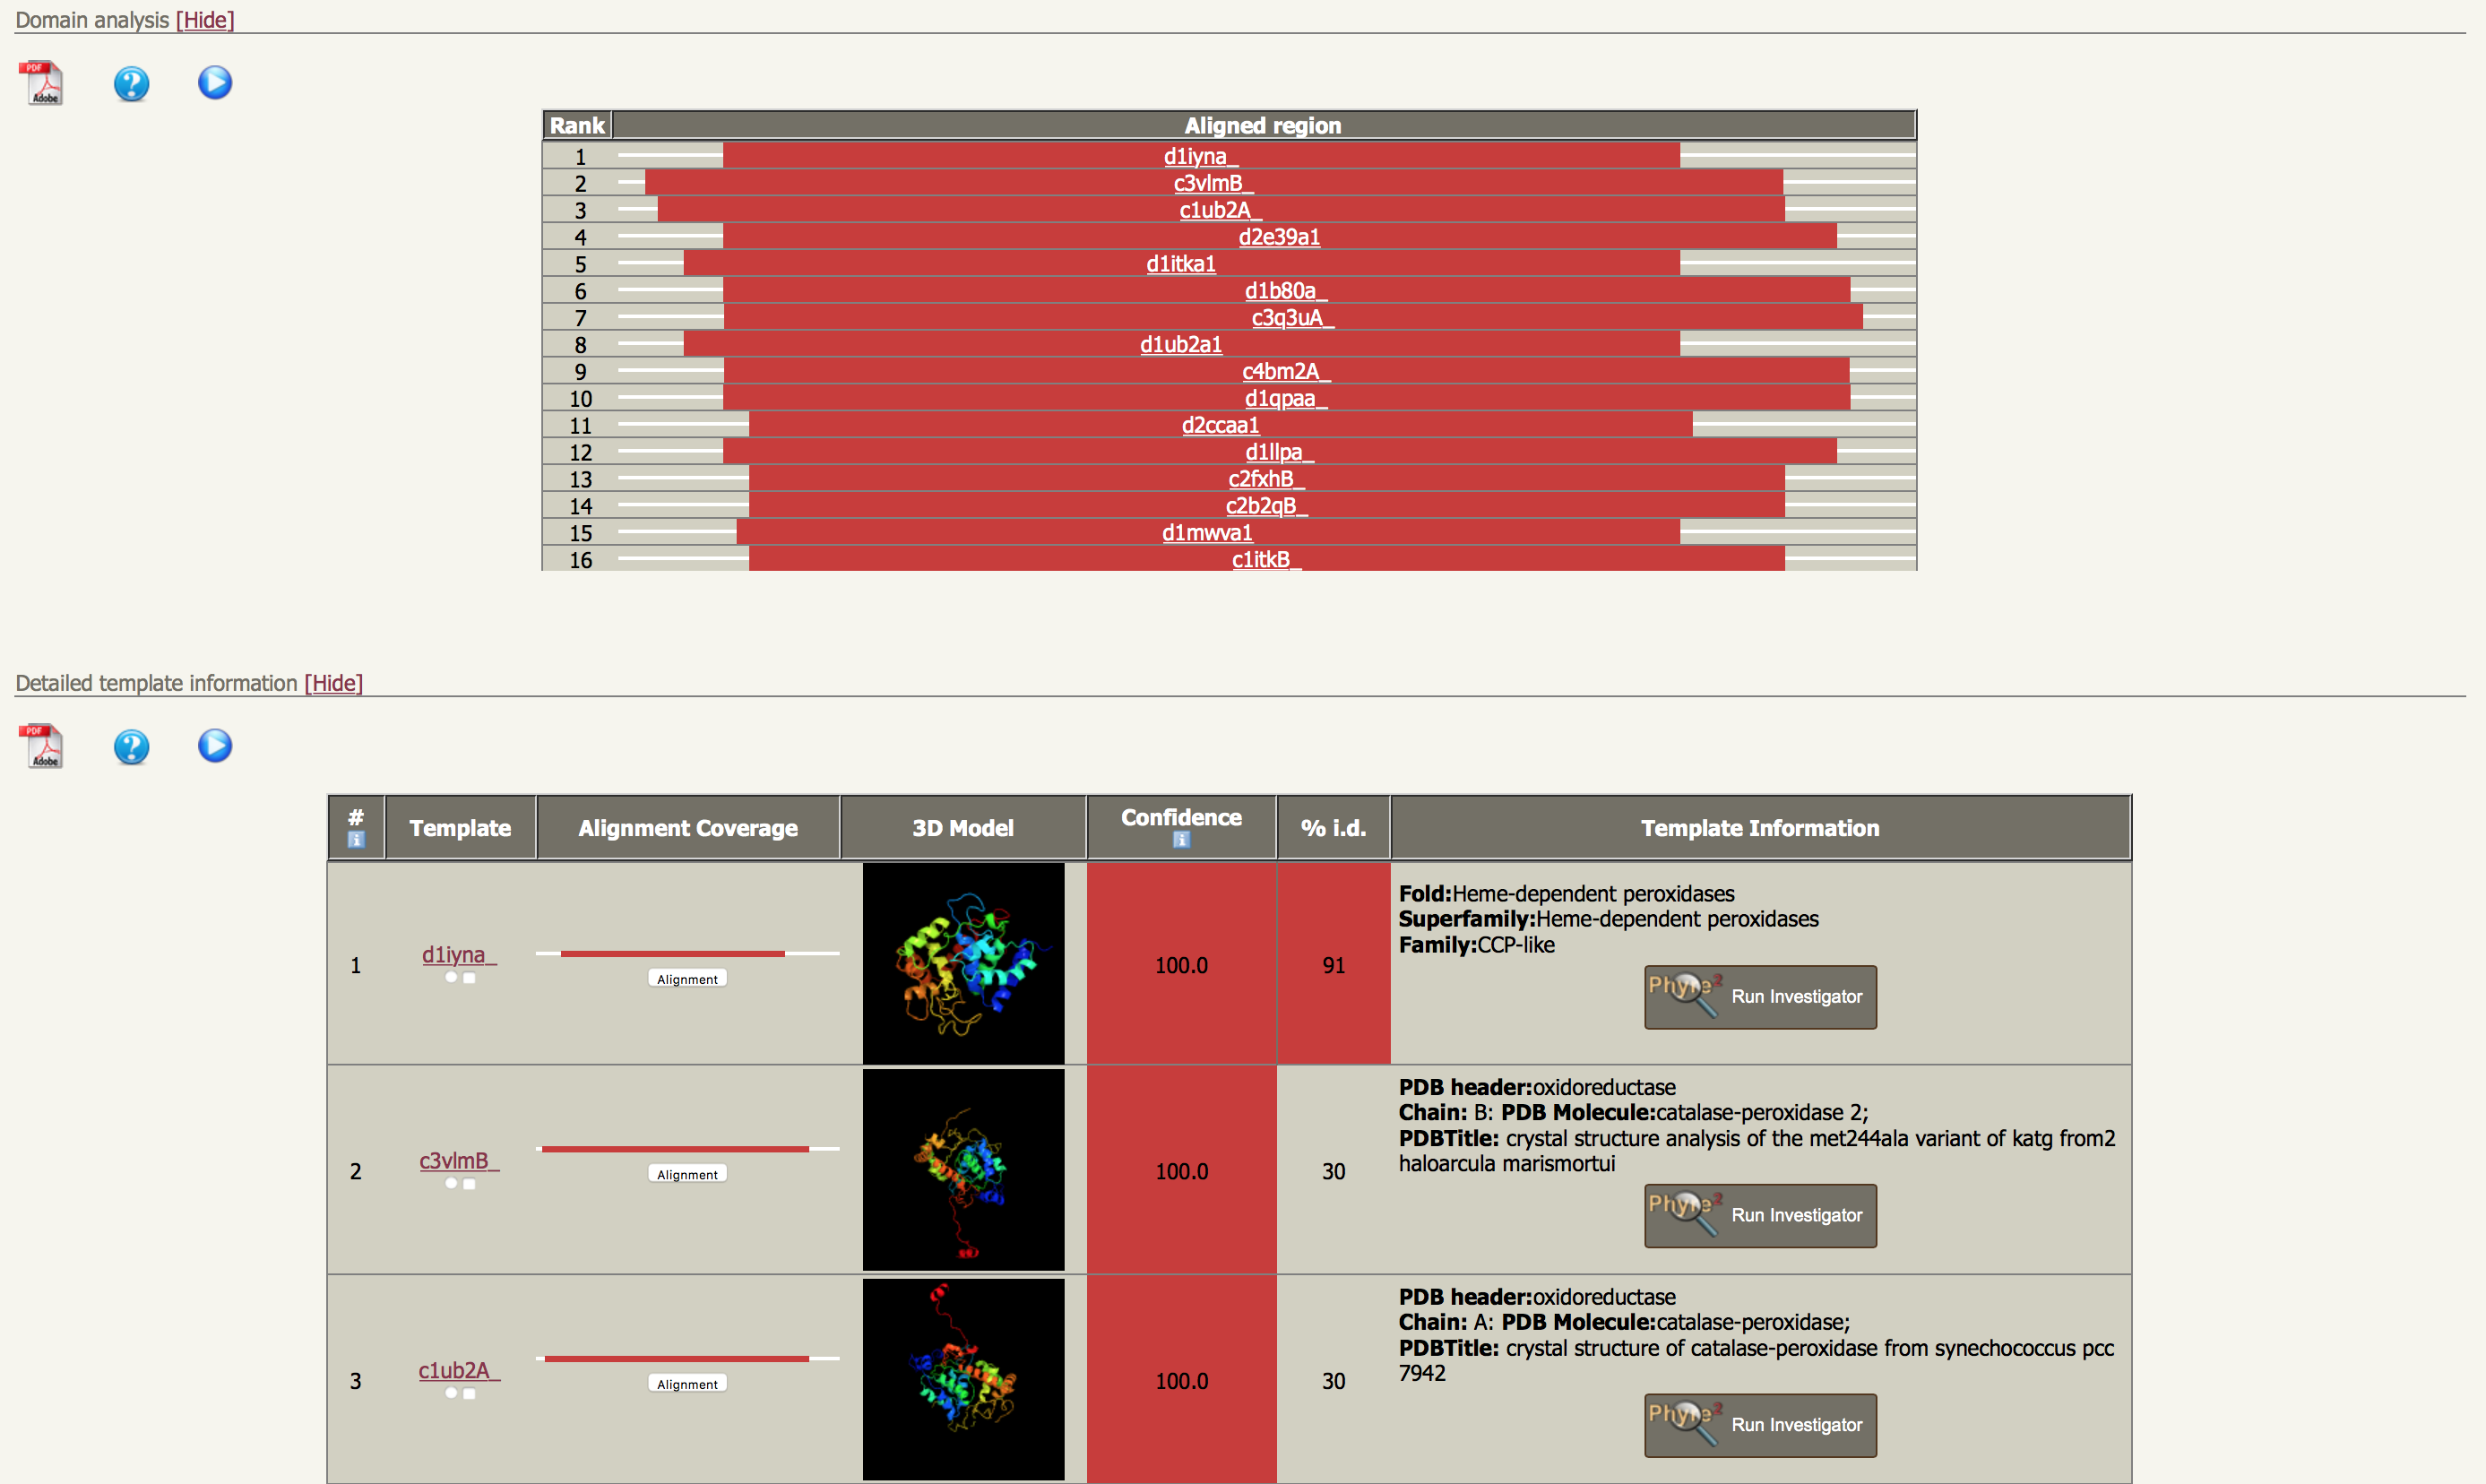 Domain analysis [Hide]
PDF Adobe ?
Rank Aligned region
1 d1iyna_
2 c3vlmB_
3 c1ub2A_
4 d2e39a1
5 d1itka1
6 d1b80a_
7 c3q3uA_
8 d1ub2a1
9 c4bm2A_
10 d1qpaa_
11 d2ccaa1
12 d1llpa_
13 c2fxhB_
14 c2b2qB_
15 d1mwva1
16 c1itkB_
Detailed template information [Hide]
PDF Adobe ?
# i Template Alignment Coverage 3D Model Confidence i % i.d. Template Information
1 d1iyna_ Alignment 100.0 91
Fold:Heme-dependent peroxidases
Superfamily:Heme-dependent peroxidases
Family:CCP-like
Phyre2 Run Investigator
2 c3vlmB_ Alignment 100.0 30
PDB header:oxidoreductase
Chain: B: PDB Molecule:catalase-peroxidase 2;
PDBTitle: crystal structure analysis of the met244ala variant of katg from2
haloarcula marismortui
Phyre2 Run Investigator
3 c1ub2A_ Alignment 100.0 30
PDB header:oxidoreductase
Chain: A: PDB Molecule:catalase-peroxidase;
PDBTitle: crystal structure of catalase-peroxidase from synechococcus pcc
7942
Phyre2 Run Investigator